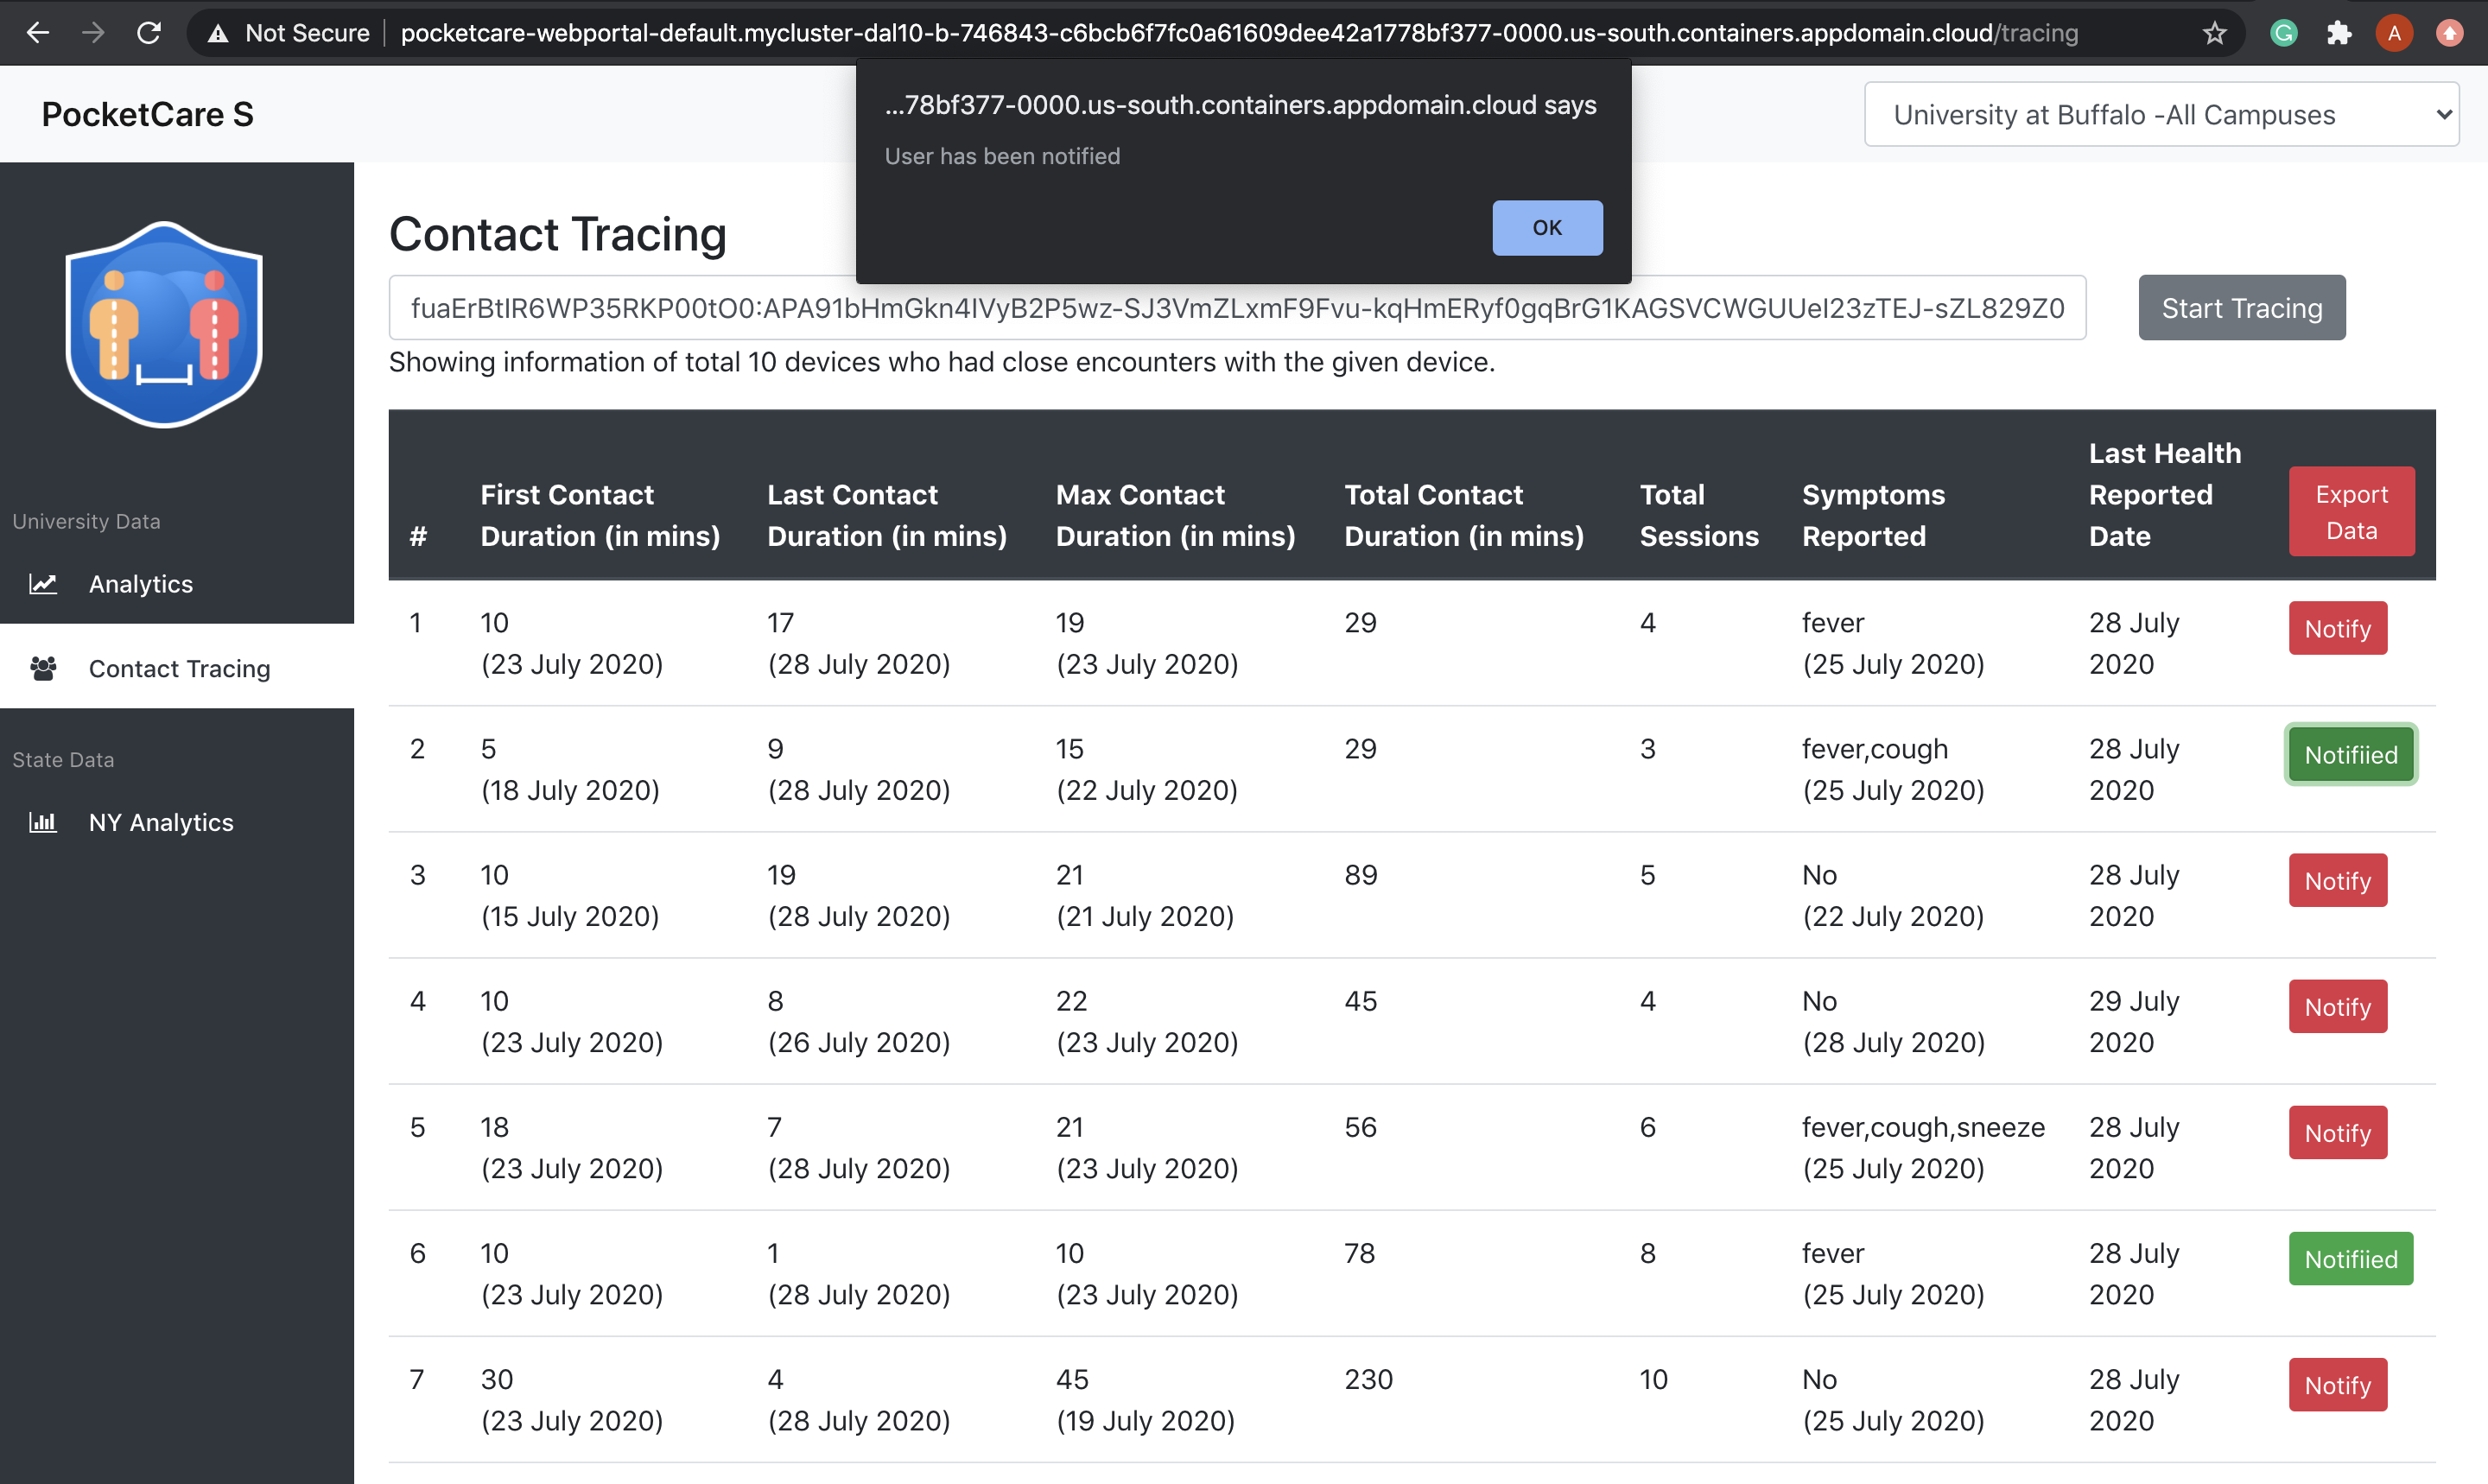 Not Secure | pocketcare-webportal-default.mycluster-dal10-b-746843-c6bcb6f7fc0a61609dee42a1778bf377-0000.us-south.containers.appdomain.cloud/tracing
A
PocketCare S
...78bf377-0000.us-south.containers.appdomain.cloud says
User has been notified
OK
University at Buffalo -All Campuses
University Data
Analytics
Contact Tracing
State Data
NY Analytics
Contact Tracing
fuaErBtIR6WP35RKP00tO0:APA91bHmGkn4IVyB2P5wz-SJ3VmZLxmF9Fvu-kqHmERyf0gqBrG1KAGSVCWGUUeI23zTEJ-sZL829Z0
Start Tracing
Showing information of total 10 devices who had close encounters with the given device.
# First Contact Duration (in mins) Last Contact Duration (in mins) Max Contact Duration (in mins) Total Contact Duration (in mins) Total Sessions Symptoms Reported Last Health Reported Date Export Data
1 10 17 19 29 4 fever 28 July Notify
(23 July 2020) (28 July 2020) (23 July 2020) (25 July 2020) 2020
2 5 9 15 29 3 fever,cough 28 July Notifiied
(18 July 2020) (28 July 2020) (22 July 2020) (25 July 2020) 2020
3 10 19 21 89 5 No 28 July Notify
(15 July 2020) (28 July 2020) (21 July 2020) (22 July 2020) 2020
4 10 8 22 45 4 No 29 July Notify
(23 July 2020) (26 July 2020) (23 July 2020) (28 July 2020) 2020
5 18 7 21 56 6 fever,cough,sneeze 28 July Notify
(23 July 2020) (28 July 2020) (23 July 2020) (25 July 2020) 2020
6 10 1 10 78 8 fever 28 July Notifiied
(23 July 2020) (28 July 2020) (23 July 2020) (25 July 2020) 2020
7 30 4 45 230 10 No 28 July Notify
(23 July 2020) (28 July 2020) (19 July 2020) (25 July 2020) 2020